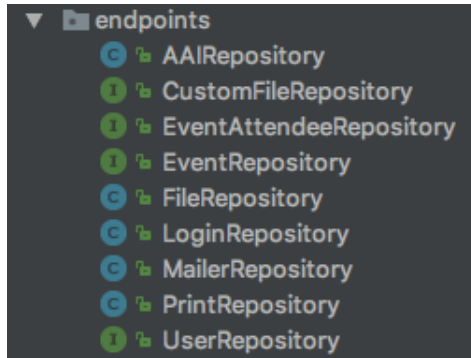 endpoints
C AAIRepository
I CustomFileRepository
I EventAttendeeRepository
I EventRepository
C FileRepository
C LoginRepository
C MailerRepository
C PrintRepository
I UserRepository